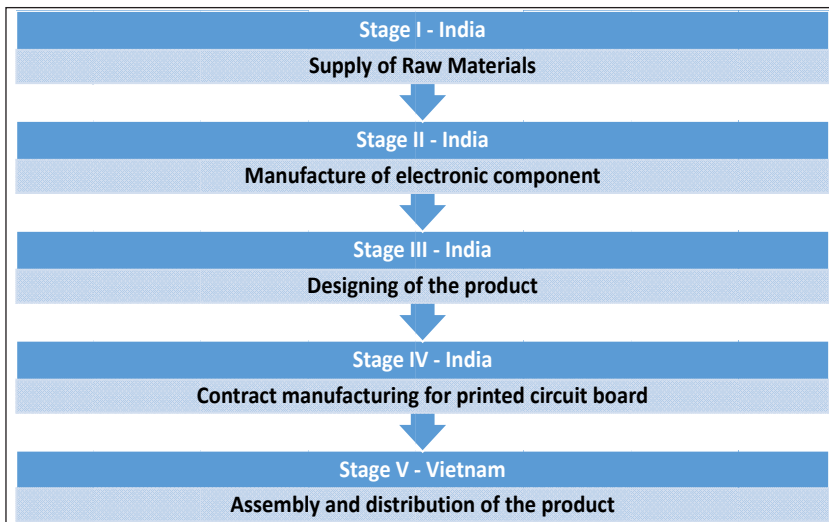 Stage I - India
Supply of Raw Materials
Stage II - India
Manufacture of electronic component
Stage III - India
Designing of the product
Stage IV - India
Contract manufacturing for printed circuit board
Stage V - Vietnam
Assembly and distribution of the product